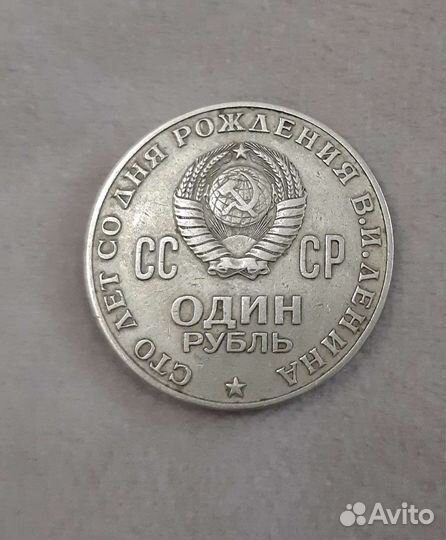 СТО ЛЕТ СО ДНЯ РОЖДЕНИЯ В.И.ЛЕНИНА
СС СР
ОДИН
РУБЛЬ
Avito